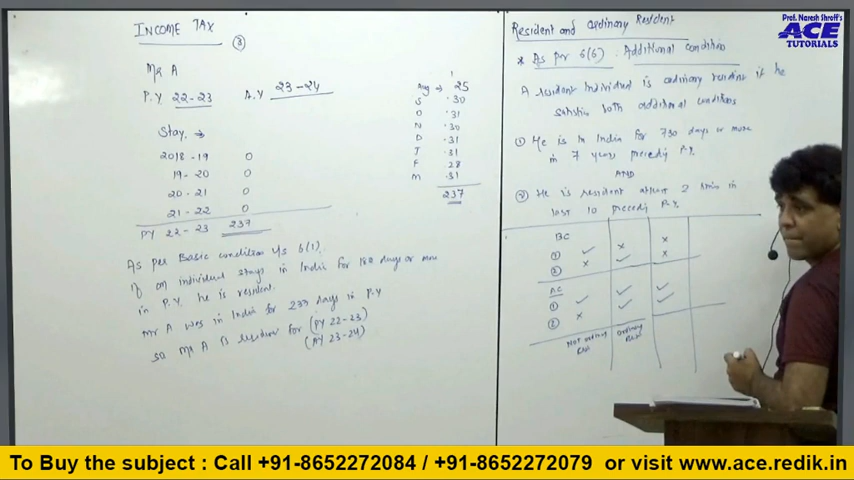 INCOME TAX
3
Mr A
P.Y 22-23 A.Y 23-24
Stay →
2018-19 0
19-20 0
20-21 0
21-22 0
PY 22-23 237
Aug → 25
S 30
O 31
N 30
D 31
J 31
F 28
M 31
237
As per Basic condition u/s 6(1)
If an individual stays in India for 182 days or more
in P.Y. he is resident.
Mr A was in India for 237 days in P.Y
so Mr A is resident for (PY 22-23)
(AY 23-24)
Resident and ordinary Resident
* As per 6(6) Additional condition
A resident Individual is ordinary resident if he
satisfies both additional conditions
① He is in India for 730 days or more
in 7 years preceding P.Y.
AND
② He is resident atleast 2 times in
last 10 preceding P.Y.
BC
① ✓ × ×
② × ✓ ×
AC
① ✓ ✓ ✓
② × ✓ ✓
Not ordinary Resi
ordinary Resi
Prof. Naresh Shroff's
ACE
TUTORIALS
To Buy the subject : Call +91-8652272084 / +91-8652272079 or visit www.ace.redik.in